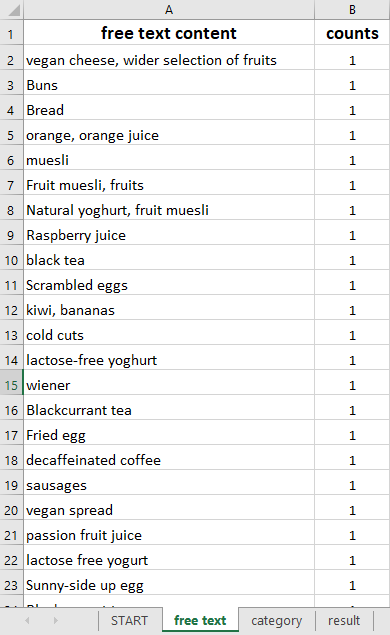 A B
1 free text content counts
2 vegan cheese, wider selection of fruits 1
3 Buns 1
4 Bread 1
5 orange, orange juice 1
6 muesli 1
7 Fruit muesli, fruits 1
8 Natural yoghurt, fruit muesli 1
9 Raspberry juice 1
10 black tea 1
11 Scrambled eggs 1
12 kiwi, bananas 1
13 cold cuts 1
14 lactose-free yoghurt 1
15 wiener 1
16 Blackcurrant tea 1
17 Fried egg 1
18 decaffeinated coffee 1
19 sausages 1
20 vegan spread 1
21 passion fruit juice 1
22 lactose free yogurt 1
23 Sunny-side up egg 1
START free text category result